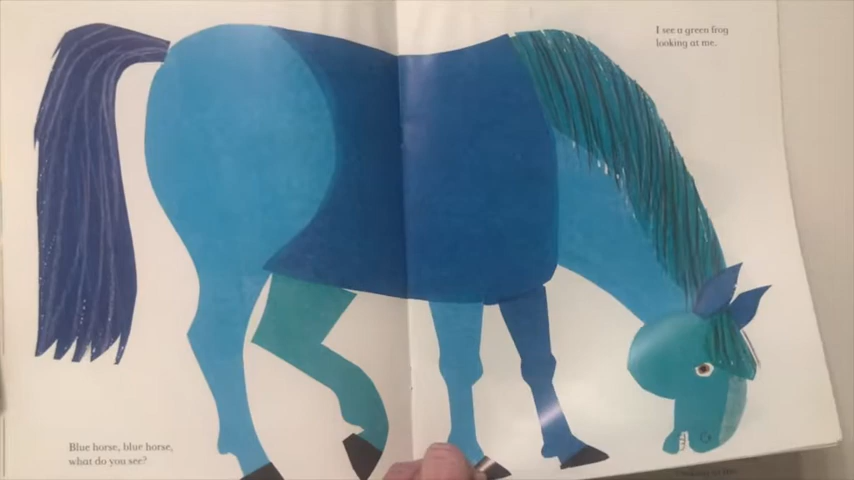 Blue horse, blue horse,
what do you see?
I see a green frog
looking at me.